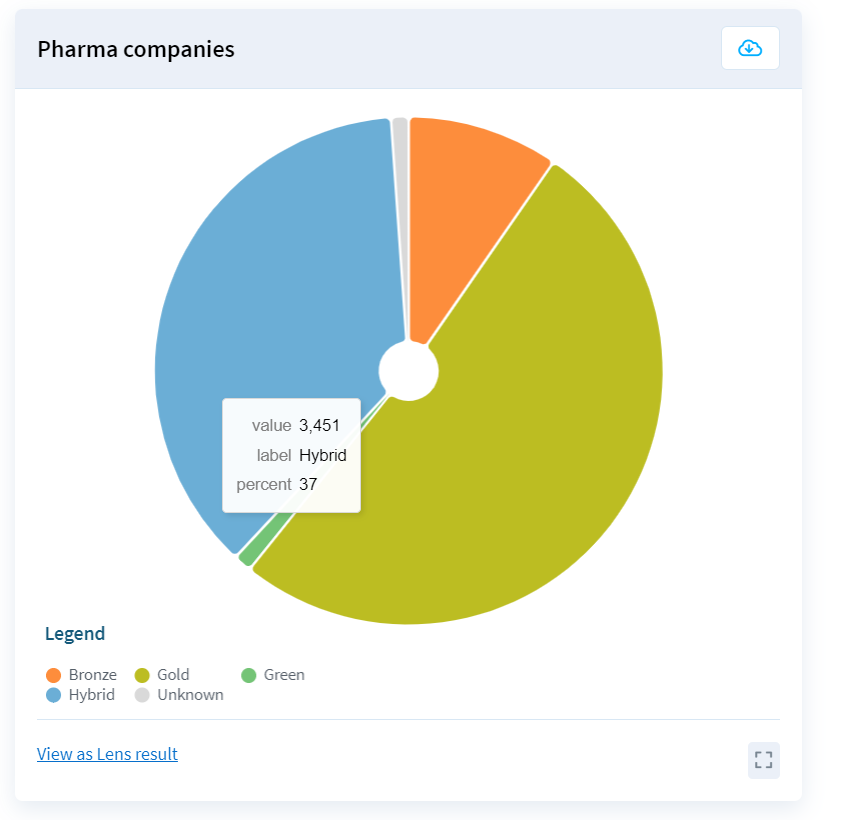 Pharma companies
value 3,451
label Hybrid
percent 37
Legend
Bronze Gold Green
Hybrid Unknown
View as Lens result